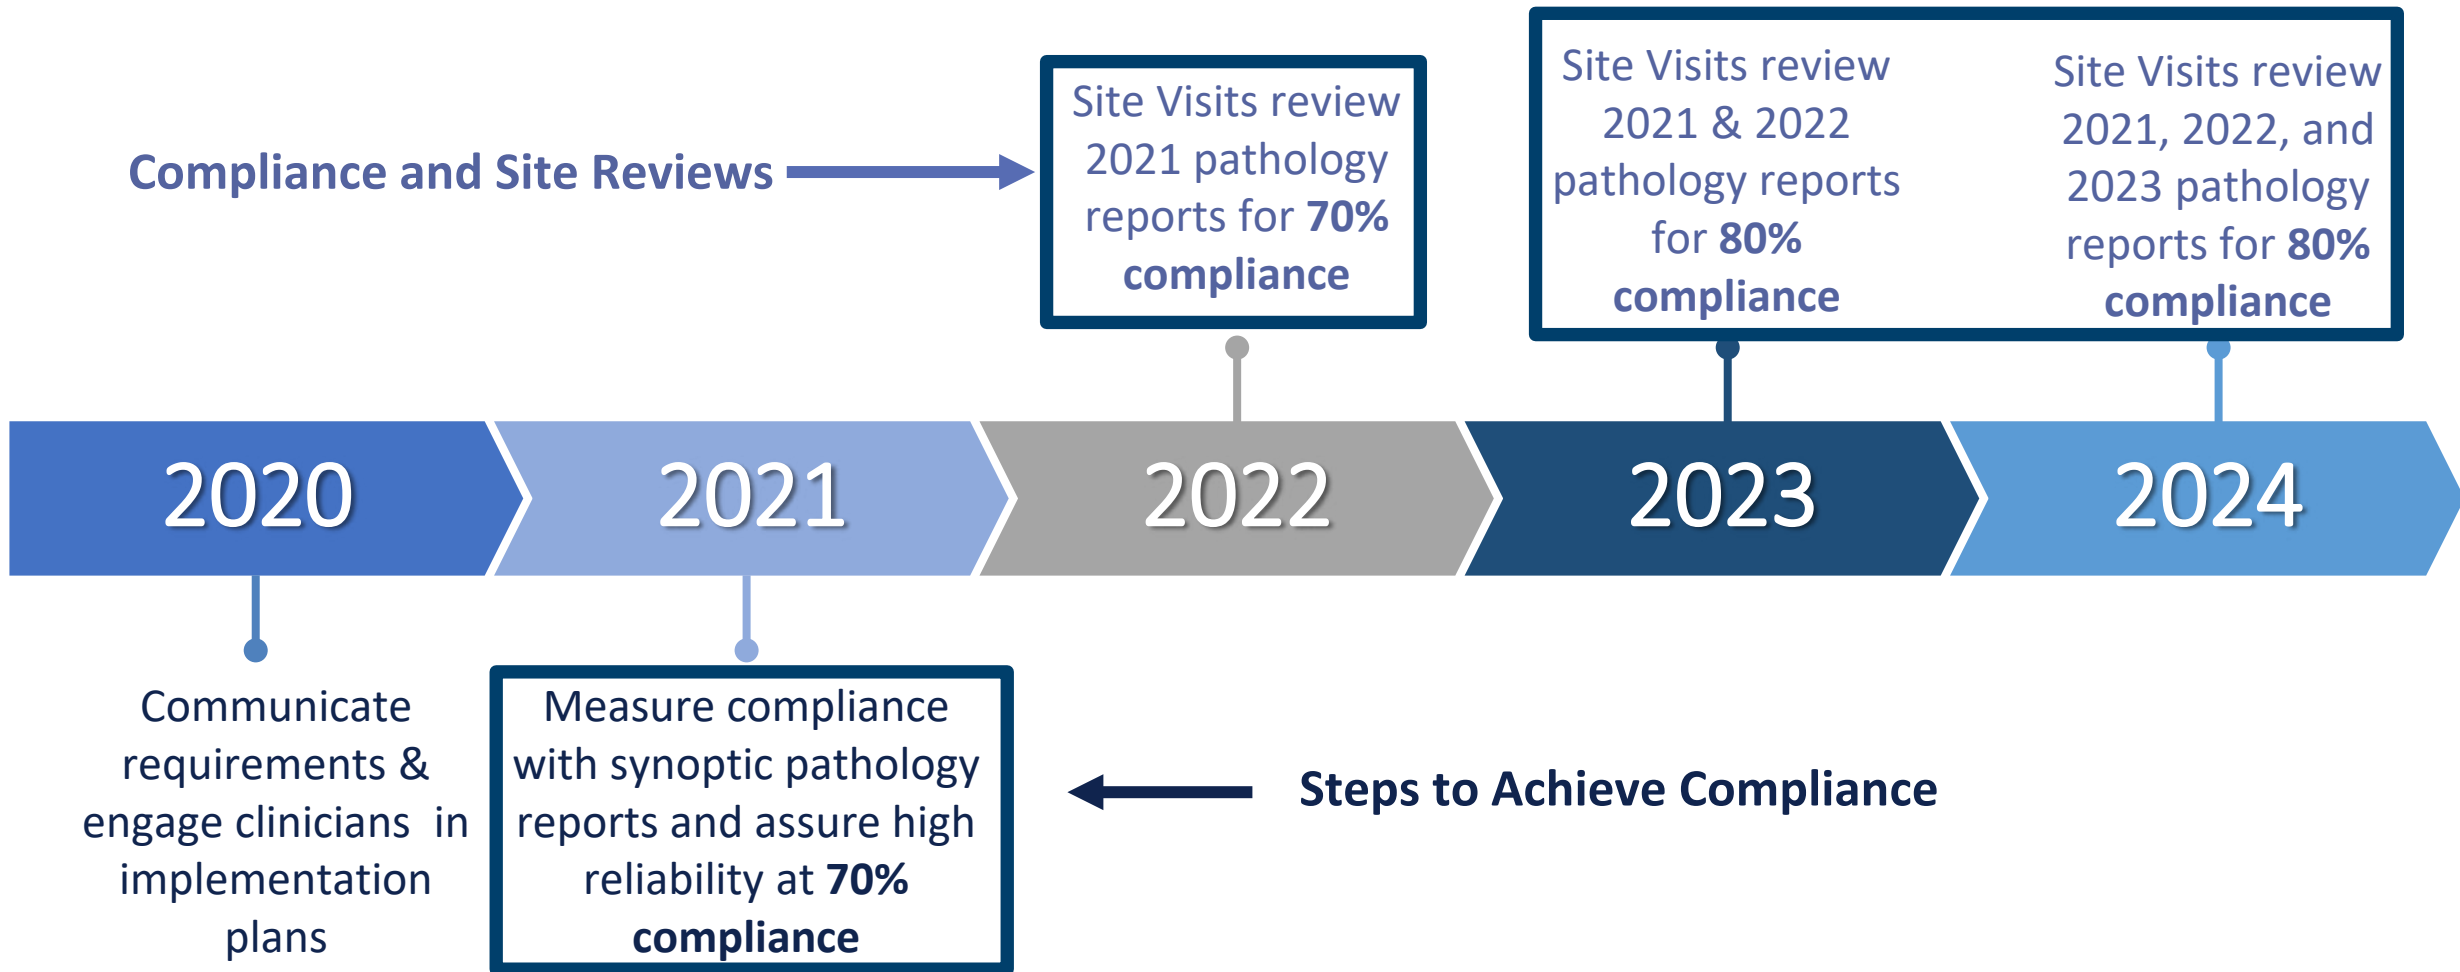 Compliance and Site Reviews
Site Visits review
2021 pathology
reports for 70%
compliance
Site Visits review
2021 & 2022
pathology reports
for 80%
compliance
Site Visits review
2021, 2022, and
2023 pathology
reports for 80%
compliance
2020
2021
2022
2023
2024
Communicate
requirements &
engage clinicians  in
implementation
plans
Measure compliance
with synoptic pathology
reports and assure high
reliability at 70%
compliance
Steps to Achieve Compliance